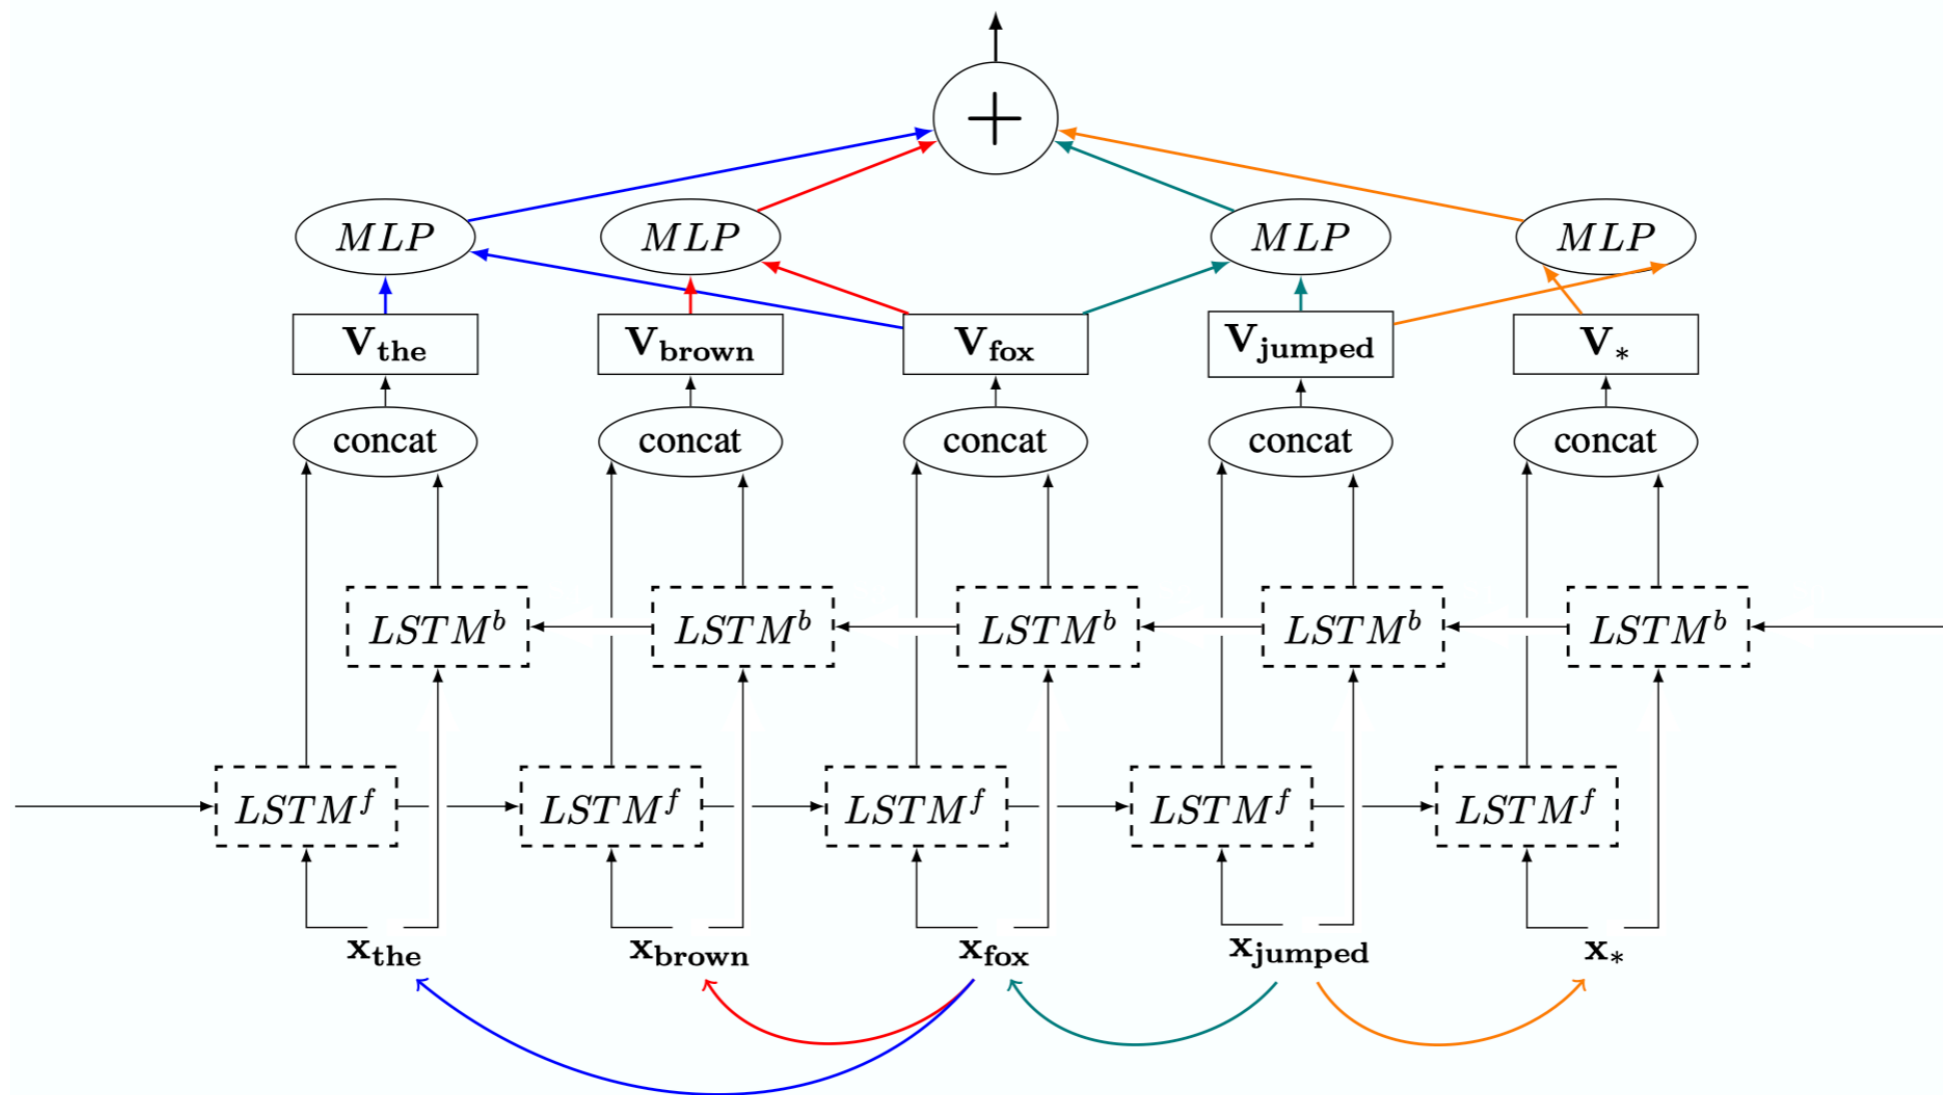 +
MLP MLP MLP MLP
V_the V_brown V_fox V_jumped V_*
concat concat concat concat concat
LSTM^b LSTM^b LSTM^b LSTM^b LSTM^b
LSTM^f LSTM^f LSTM^f LSTM^f LSTM^f
x_the x_brown x_fox x_jumped x_*